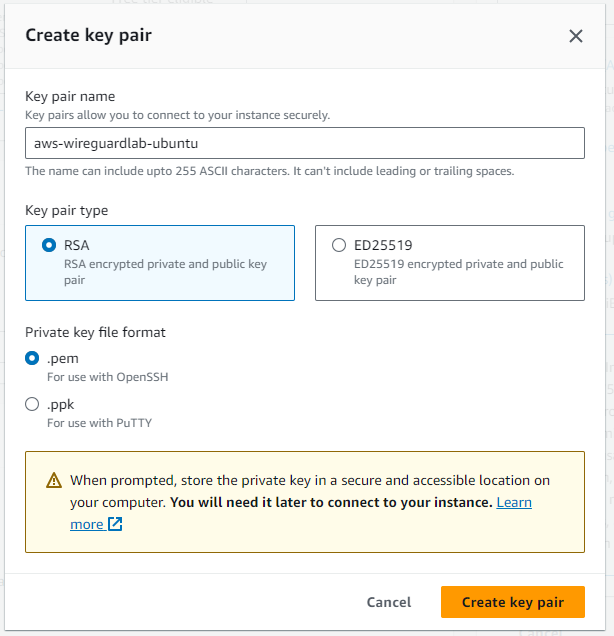 Create key pair
Key pair name
Key pairs allow you to connect to your instance securely.
aws-wireguardlab-ubuntu
The name can include upto 255 ASCII characters. It can't include leading or trailing spaces.
Key pair type
RSA
RSA encrypted private and public key
pair
ED25519
ED25519 encrypted private and public
key pair
Private key file format
.pem
For use with OpenSSH
.ppk
For use with PuTTY
When prompted, store the private key in a secure and accessible location on
your computer. You will need it later to connect to your instance. Learn
more
Cancel
Create key pair